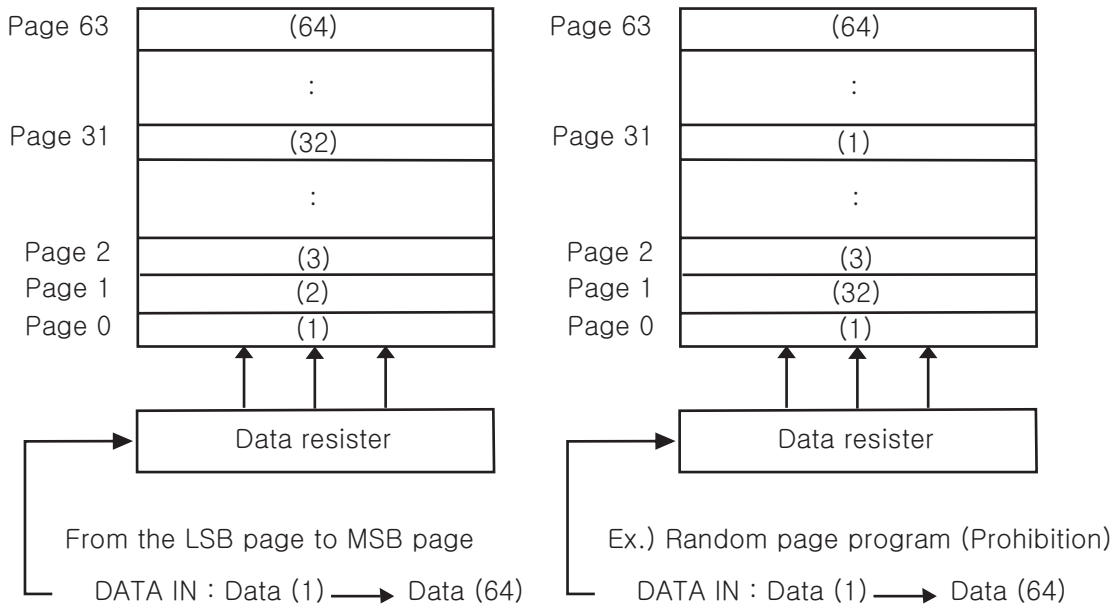 Page 63 (64)
:
Page 31 (32)
:
Page 2 (3)
Page 1 (2)
Page 0 (1)
Data resister
From the LSB page to MSB page
DATA IN : Data (1) Data (64)
Page 63 (64)
:
Page 31 (1)
:
Page 2 (3)
Page 1 (32)
Page 0 (1)
Data resister
Ex.) Random page program (Prohibition)
DATA IN : Data (1) Data (64)